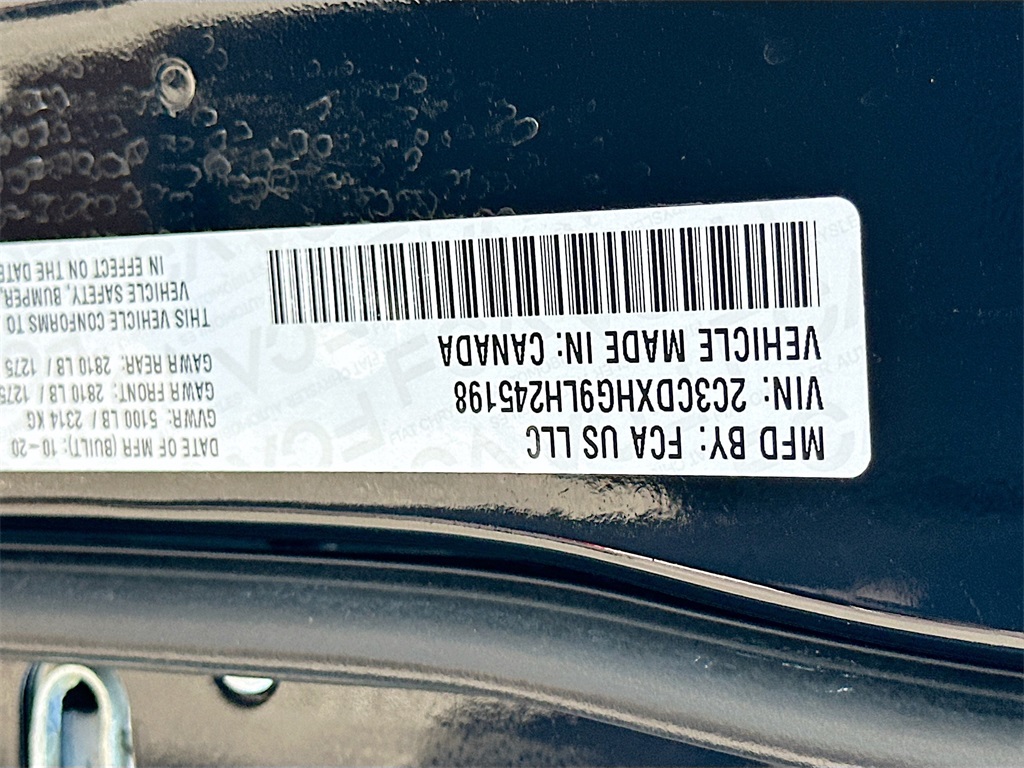 MFD BY: FCA US LLC
VIN: 2C3CDXHG9LH245198
VEHICLE MADE IN: CANADA
DATE OF MFR (BUILT): 10-20
GVWR: 5100 LB / 2314 KG
GAWR FRONT: 2810 LB / 1275
GAWR REAR: 2810 LB / 1275
THIS VEHICLE CONFORMS TO
VEHICLE SAFETY, BUMPER,
IN EFFECT ON THE DATE